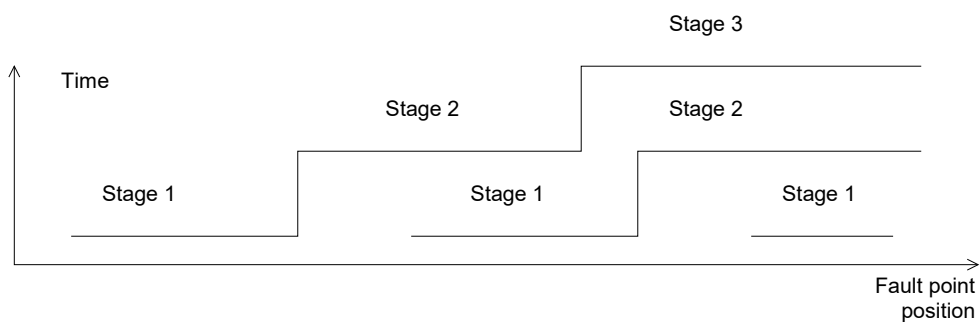 Stage 3
Time
Stage 2
Stage 2
Stage 1
Stage 1
Stage 1
Fault point
position